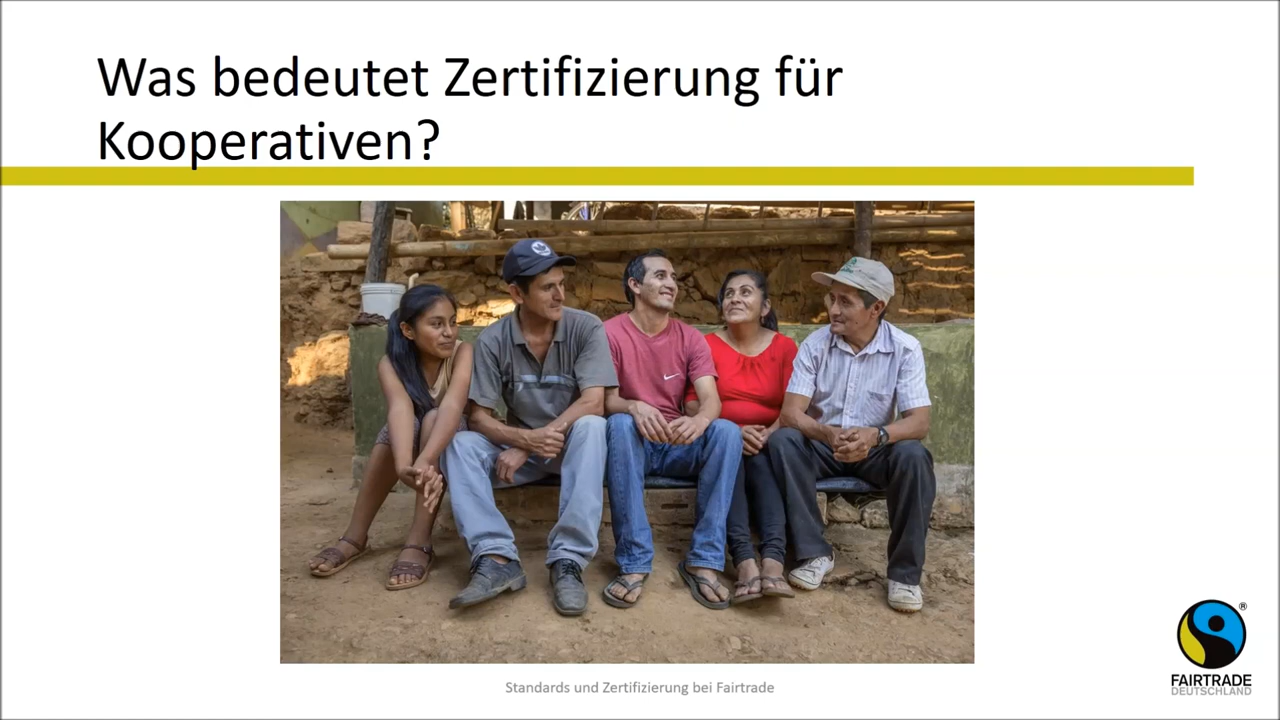 Was bedeutet Zertifizierung für
Kooperativen?
Standards und Zertifizierung bei Fairtrade
®
FAIRTRADE
DEUTSCHLAND